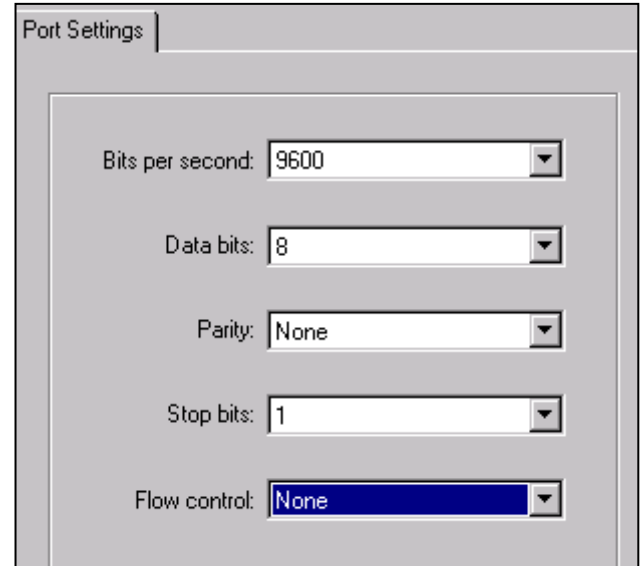 Port Settings
Bits per second: 9600
Data bits: 8
Parity: None
Stop bits: 1
Flow control: None